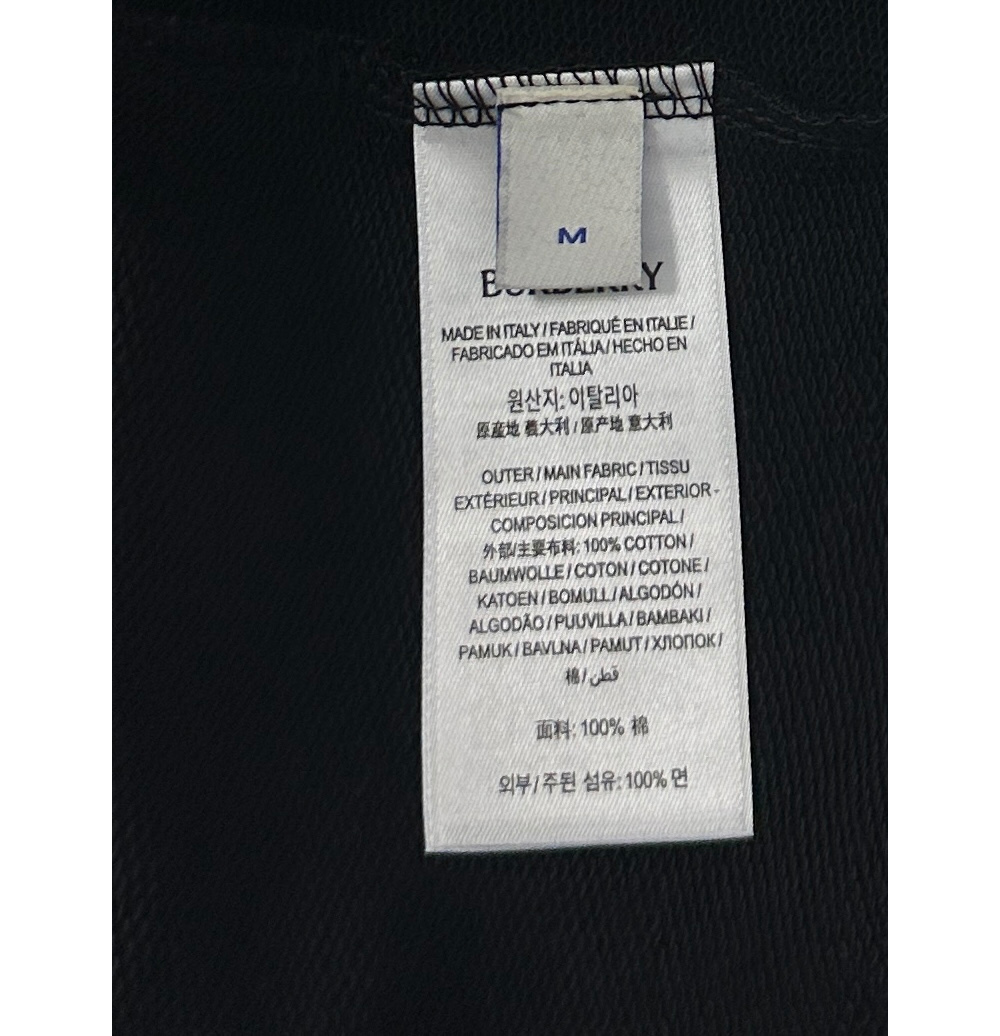 M
BURBERRY
MADE IN ITALY / FABRIQUÉ EN ITALIE /
FABRICADO EM ITÁLIA / HECHO EN
ITALIA
원산지: 이탈리아
原産地 義大利 / 原产地 意大利
OUTER / MAIN FABRIC / TISSU
EXTÉRIEUR / PRINCIPAL / EXTERIOR -
COMPOSICION PRINCIPAL /
外部/主要布料: 100% COTTON /
BAUMWOLLE / COTON / COTONE /
KATOEN / BOMULL / ALGODÓN /
ALGODÃO / PUUVILLA / BAMBAKI /
PAMUK / BAVLNA / PAMUT / ХЛОПОК /
棉 / قطن
面料: 100% 棉
외부 / 주된 섬유: 100% 면